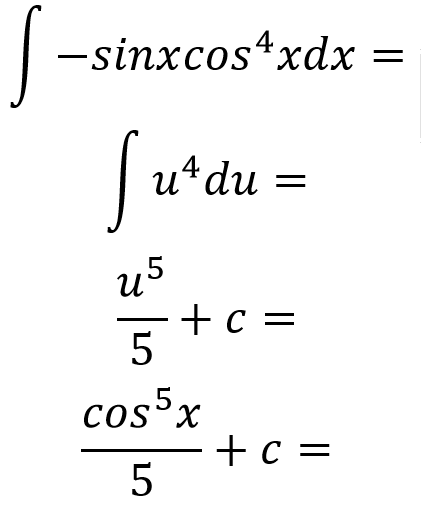 ∫ −sinxcos⁴xdx =
∫ u⁴du =
u⁵/5 + c =
cos⁵x/5 + c =